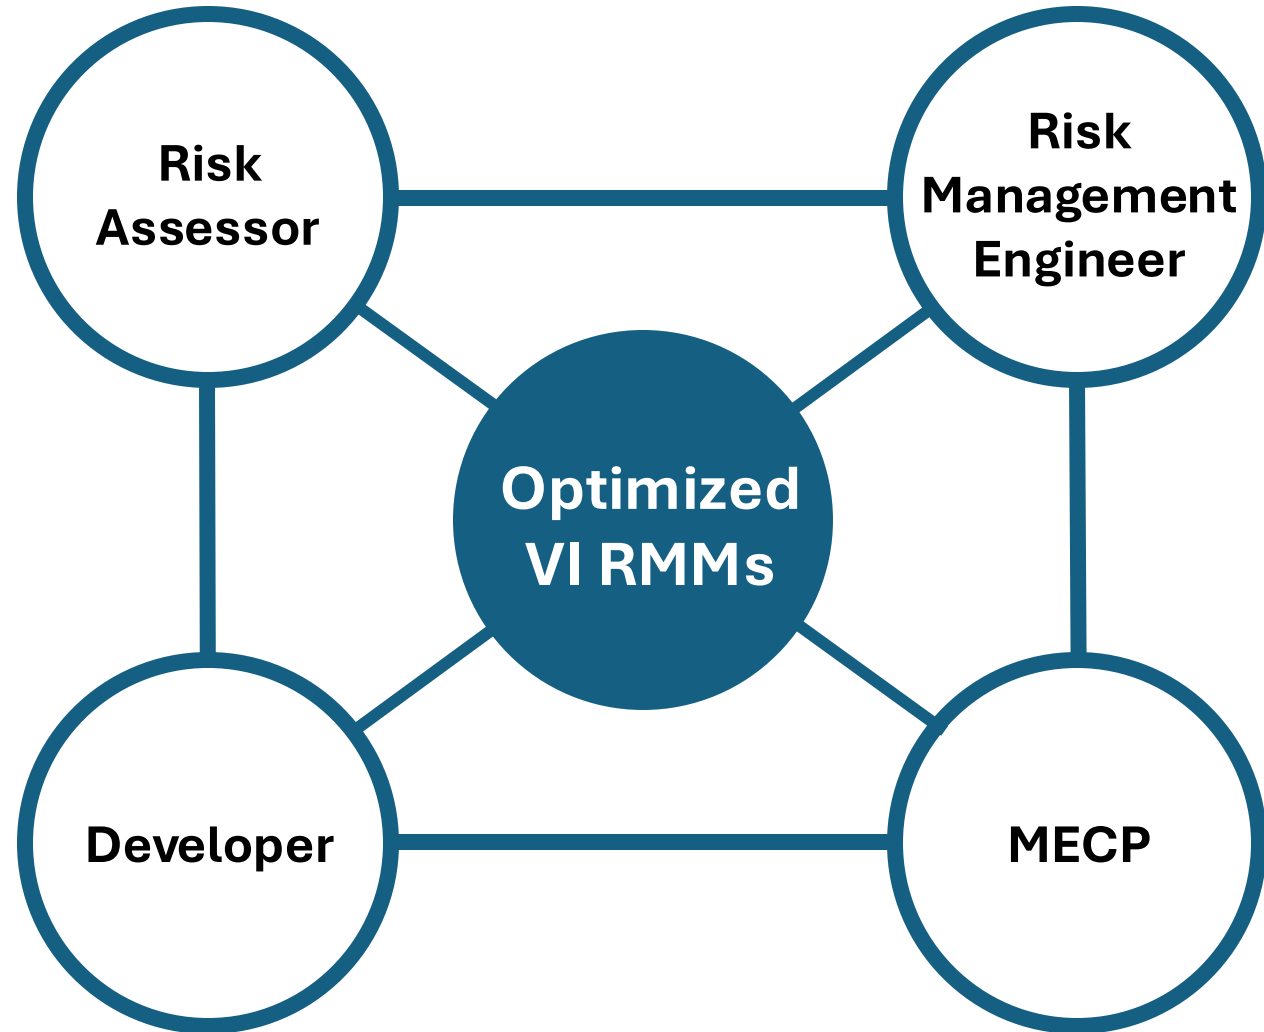 Risk
Assessor
Risk
Management
Engineer
Optimized
VI RMMs
Developer
MECP